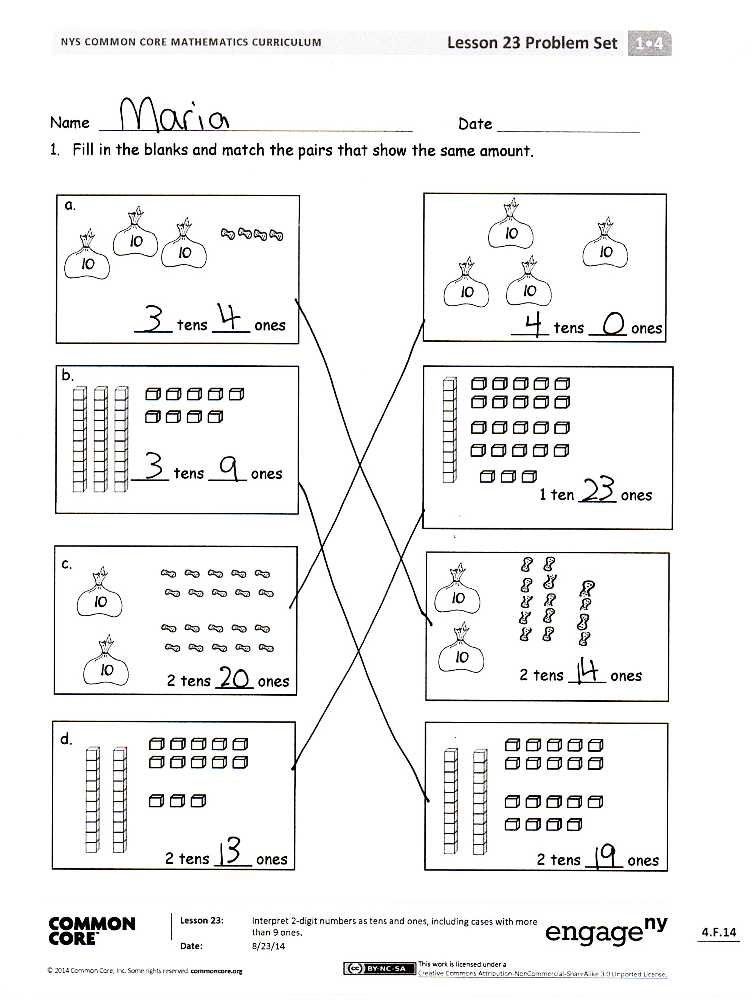 NYS COMMON CORE MATHEMATICS CURRICULUM
Lesson 23 Problem Set 1•4
Name Maria Date
1. Fill in the blanks and match the pairs that show the same amount.
a.
10 10 10
3 tens 4 ones
10 10
10 10
4 tens 0 ones
b.
3 tens 9 ones
1 ten 23 ones
c.
10
10
2 tens 20 ones
10
10
2 tens 14 ones
d.
2 tens 13 ones
2 tens 19 ones
COMMON
CORE™
Lesson 23: Interpret 2-digit numbers as tens and ones, including cases with more
than 9 ones.
Date: 8/23/14
engage ny
4.F.14
© 2014 Common Core, Inc. Some rights reserved. commoncore.org
cc BY-NC-SA
This work is licensed under a
Creative Commons Attribution-NonCommercial-ShareAlike 3.0 Unported License.